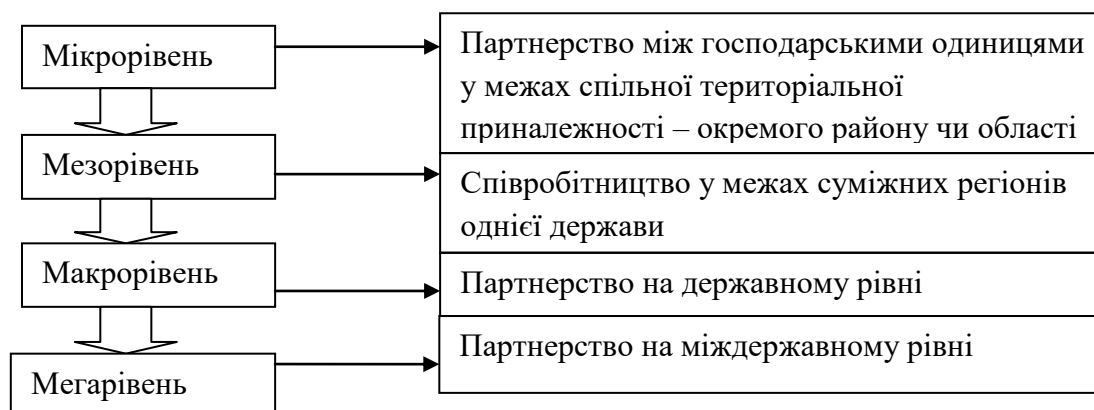 Мікрорівень
Партнерство між господарськими одиницями
у межах спільної територіальної
приналежності – окремого району чи області
Мезорівень
Співробітництво у межах суміжних регіонів
однієї держави
Макрорівень
Партнерство на державному рівні
Мегарівень
Партнерство на міждержавному рівні